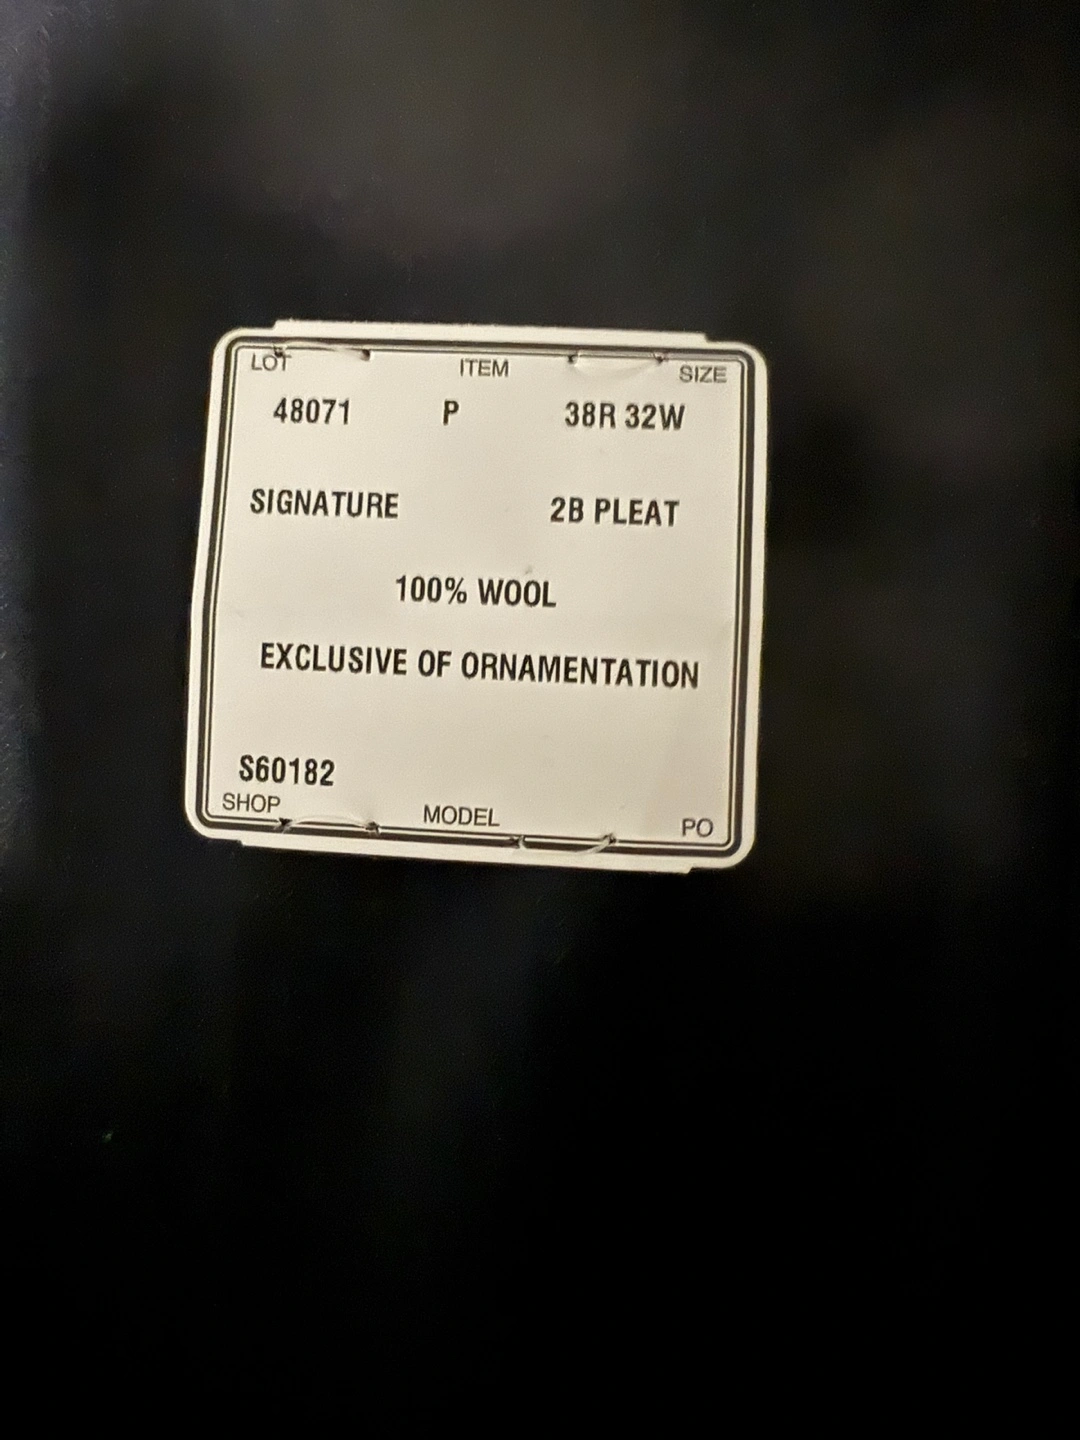 LOT ITEM SIZE
48071 P 38R 32W
SIGNATURE 2B PLEAT
100% WOOL
EXCLUSIVE OF ORNAMENTATION
S60182
SHOP MODEL PO